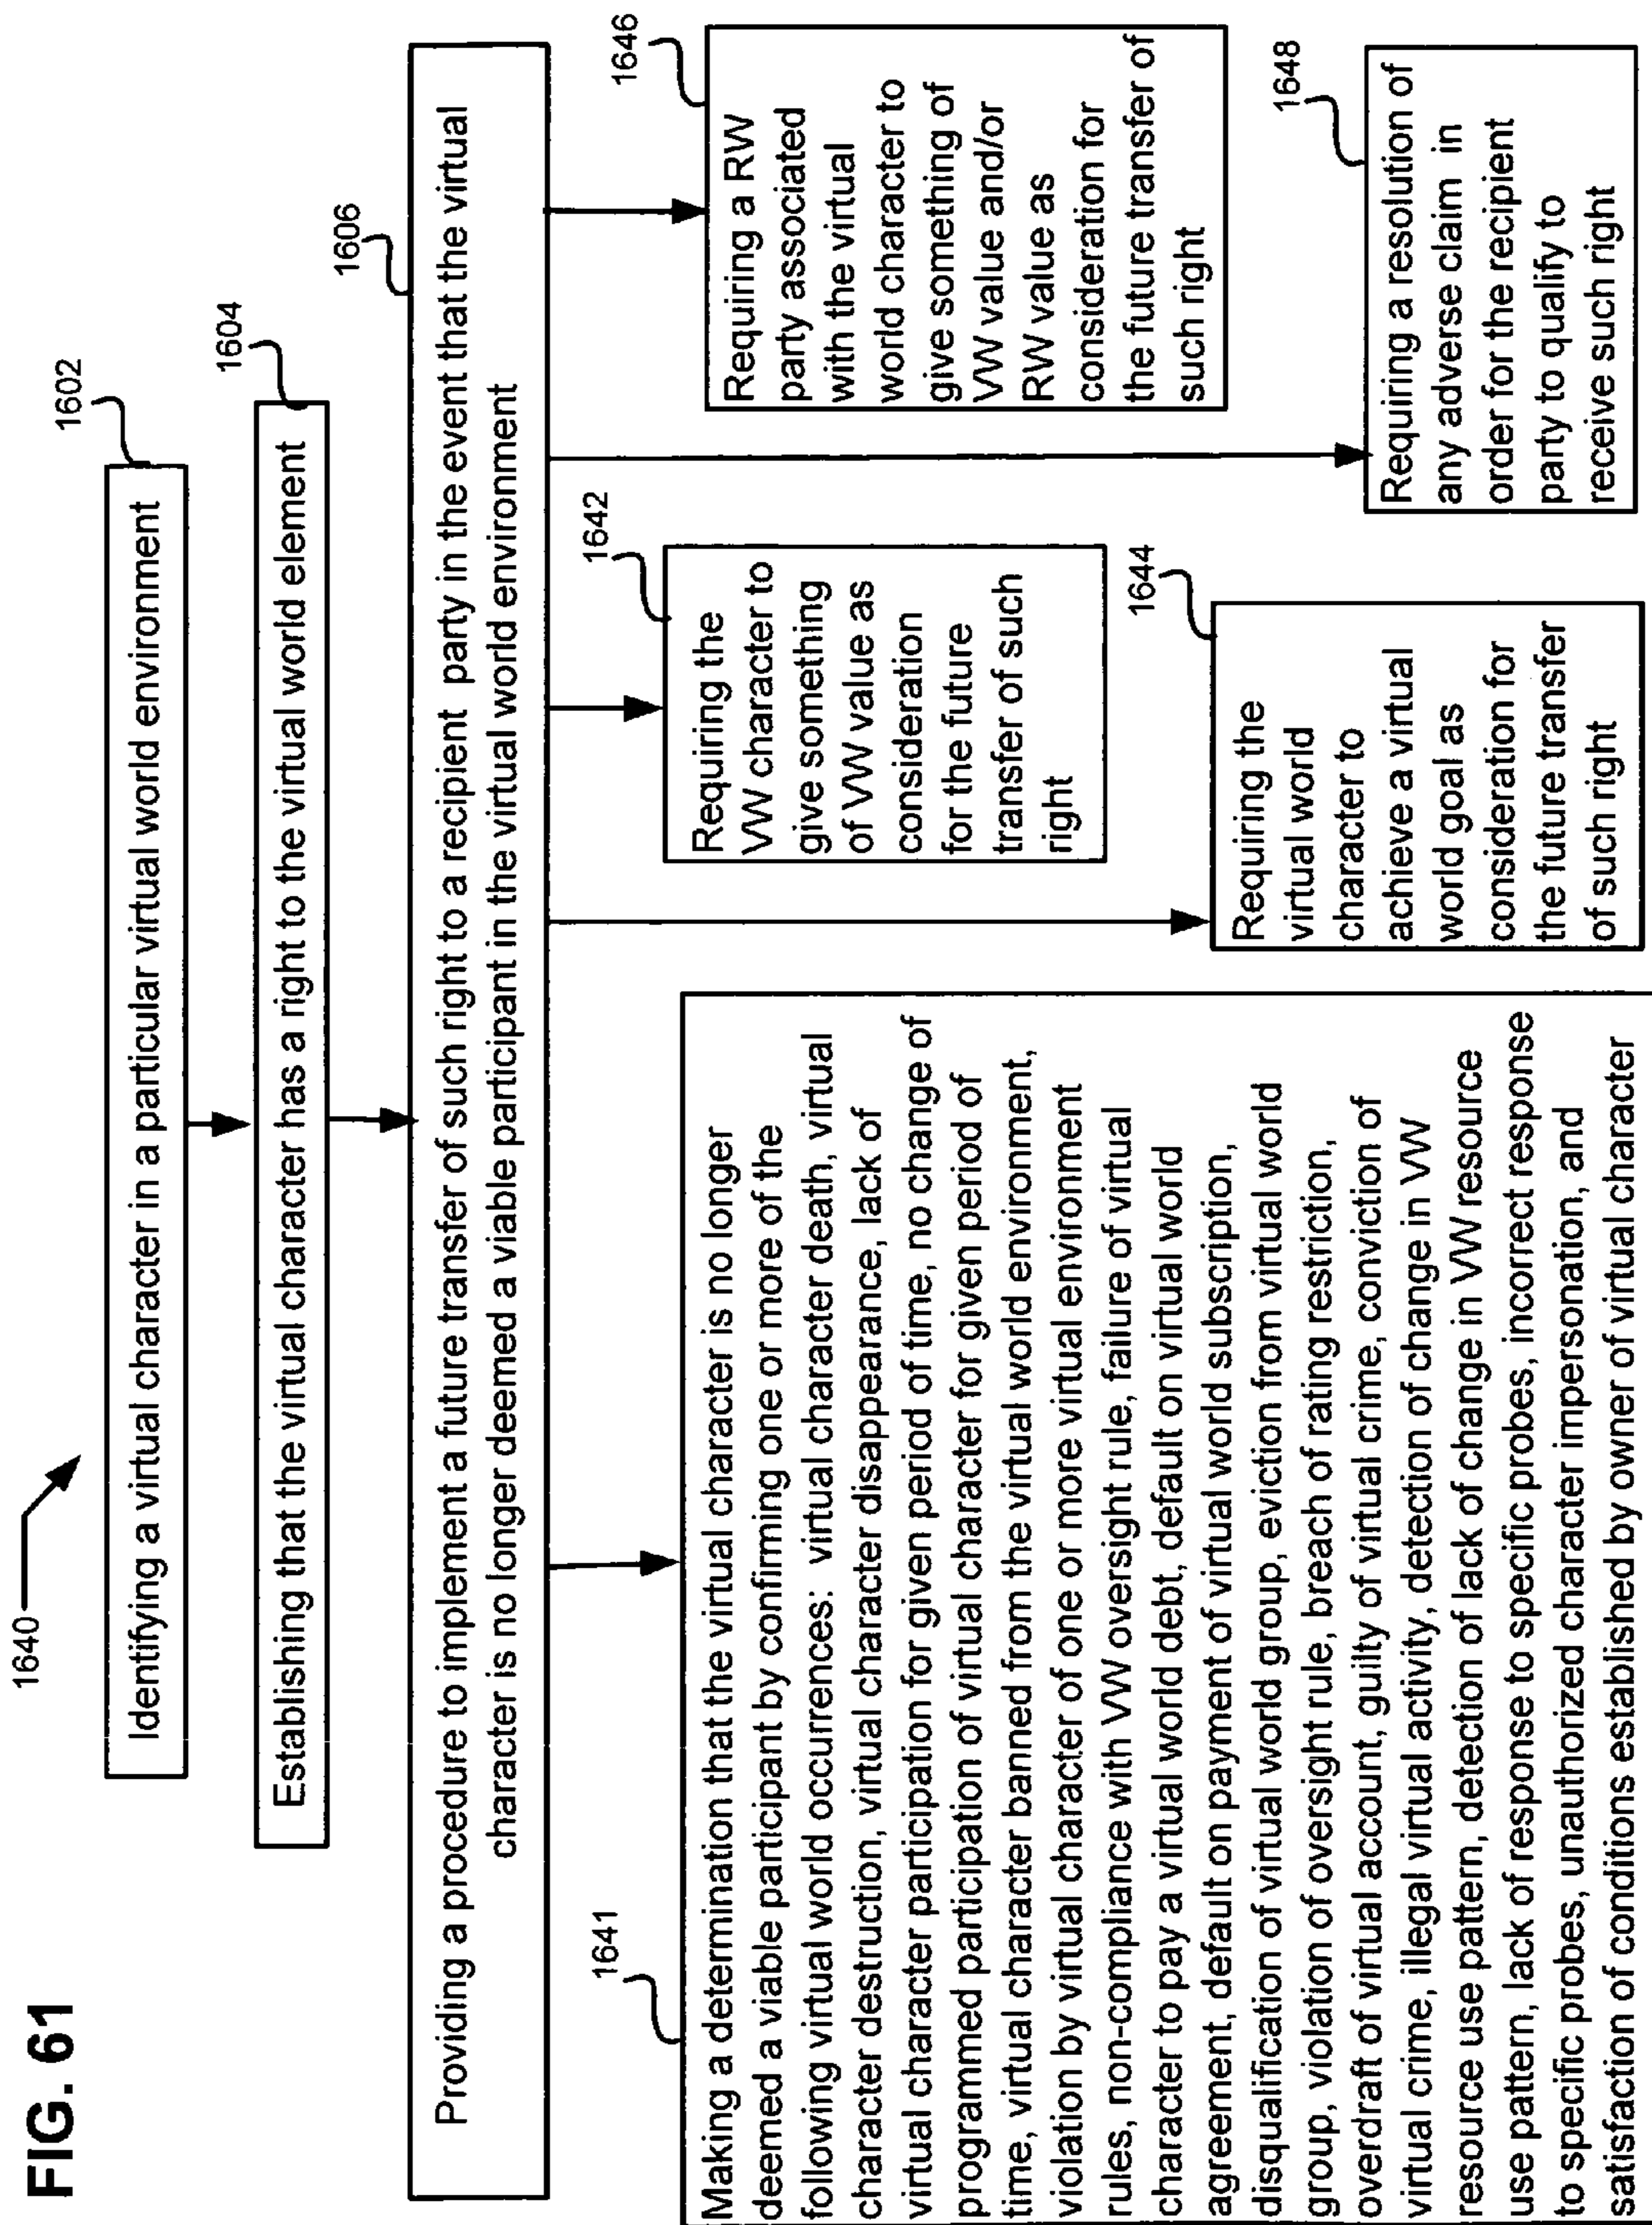 FIG. 61
1640
1602
Identifying a virtual character in a particular virtual world environment
1604
Establishing that the virtual character has a right to the virtual world element
1606
Providing a procedure to implement a future transfer of such right to a recipient party in the event that the virtual
character is no longer deemed a viable participant in the virtual world environment
1641
Making a determination that the virtual character is no longer
deemed a viable participant by confirming one or more of the
following virtual world occurrences: virtual character death, virtual
character destruction, virtual character disappearance, lack of
virtual character participation for given period of time, no change of
programmed participation of virtual character for given period of
time, virtual character banned from the virtual world environment,
violation by virtual character of one or more virtual environment
rules, non-compliance with VW oversight rule, failure of virtual
character to pay a virtual world debt, default on virtual world
agreement, default on payment of virtual world subscription,
disqualification of virtual world group, eviction from virtual world
group, violation of oversight rule, breach of rating restriction,
overdraft of virtual account, guilty of virtual crime, conviction of
virtual crime, illegal virtual activity, detection of change in VW
resource use pattern, detection of lack of change in VW resource
use pattern, lack of response to specific probes, incorrect response
to specific probes, unauthorized character impersonation, and
satisfaction of conditions established by owner of virtual character
1642
Requiring the
VW character to
give something
of VW value as
consideration
for the future
transfer of such
right
1644
Requiring the
virtual world
character to
achieve a virtual
world goal as
consideration for
the future transfer
of such right
1646
Requiring a RW
party associated
with the virtual
world character to
give something of
VW value and/or
RW value as
consideration for
the future transfer of
such right
1648
Requiring a resolution of
any adverse claim in
order for the recipient
party to qualify to
receive such right